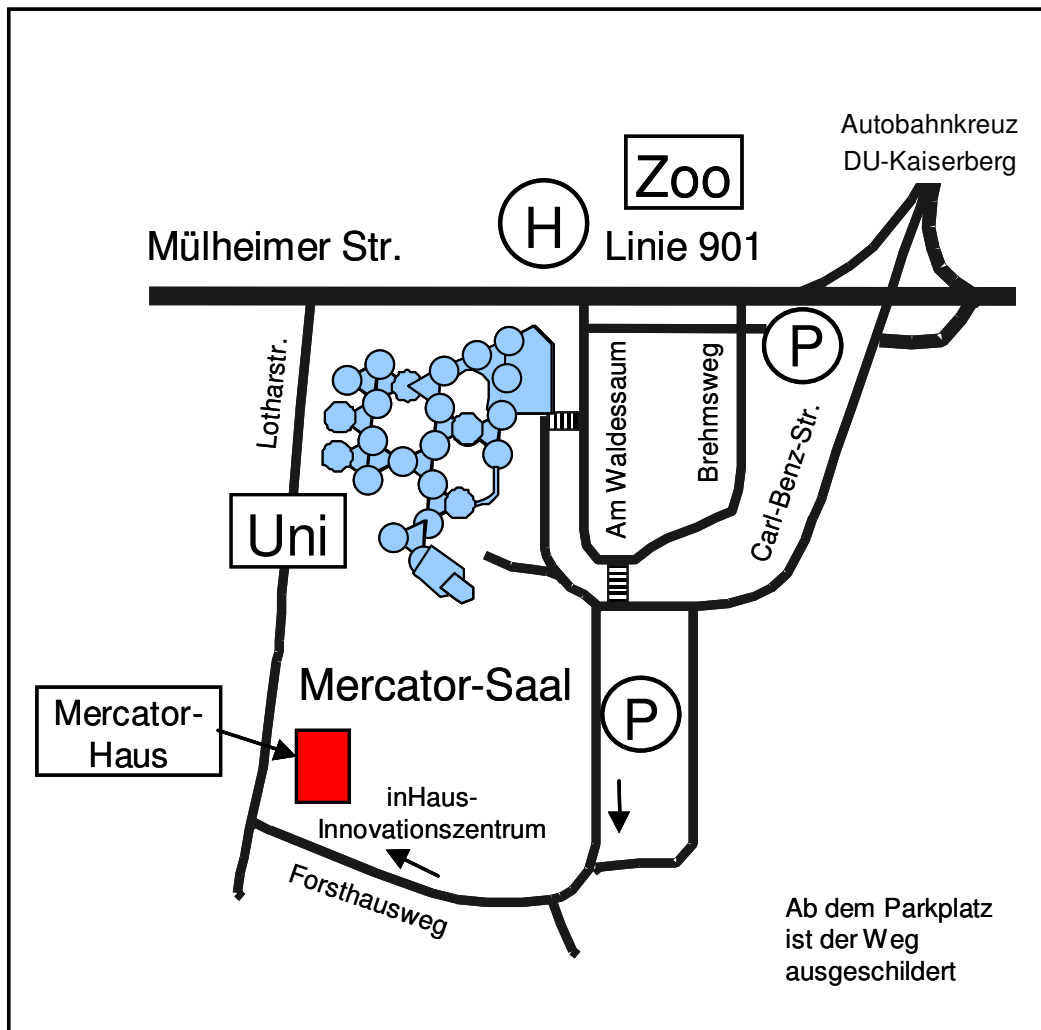 Autobahnkreuz
DU-Kaiserberg
Zoo
H
Mülheimer Str.
Linie 901
P
Lotharstr.
Am Waldessaum
Brehmsweg
Carl-Benz-Str.
Uni
Mercator-Saal
P
Mercator-
Haus
inHaus-
Innovationszentrum
Forsthausweg
Ab dem Parkplatz
ist der Weg
ausgeschildert